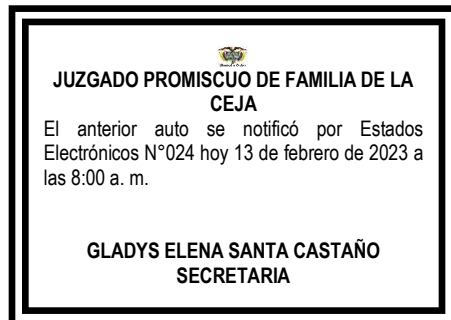 JUZGADO PROMISCUO DE FAMILIA DE LA
CEJA
El anterior auto se notificó por Estados
Electrónicos N°024 hoy 13 de febrero de 2023 a
las 8:00 a. m.
GLADYS ELENA SANTA CASTAÑO
SECRETARIA